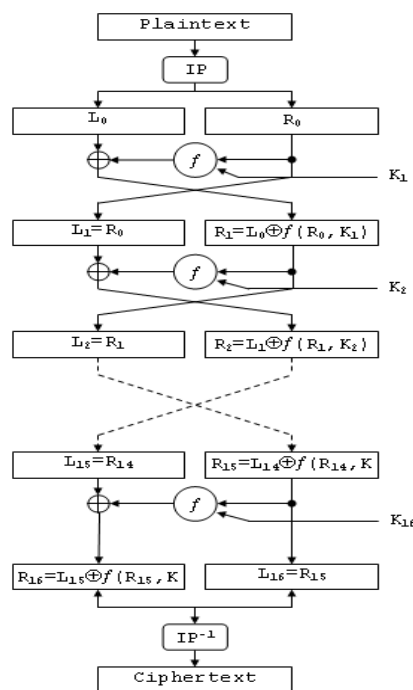 Plaintext
IP
L₀ R₀
f
K₁
L₁=R₀ R₁=L₀⊕f(R₀,K₁)
f
K₂
L₂=R₁ R₂=L₁⊕f(R₁,K₂)
L₁₅=R₁₄ R₁₅=L₁₄⊕f(R₁₄,K
f
K₁₆
R₁₆=L₁₅⊕f(R₁₅,K L₁₆=R₁₅
IP⁻¹
Ciphertext